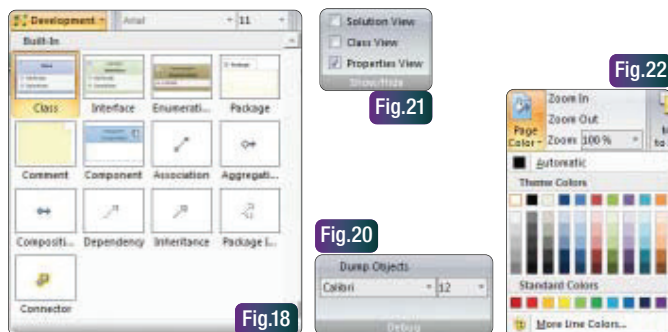 Development
Arial
11
Built-In
Class
Interface
Enumerati...
Package
Comment
Component
Association
Aggregati...
Compositi...
Dependency
Inheritance
Package I...
Connector
Fig.18
Solution View
Class View
Properties View
Show/Hide
Fig.21
Fig.20
Dump Objects
Calibri
12
Debug
Fig.22
Zoom In
Zoom Out
Page Color
Zoom: 100 %
Automatic
Theme Colors
Standard Colors
More Line Colors...